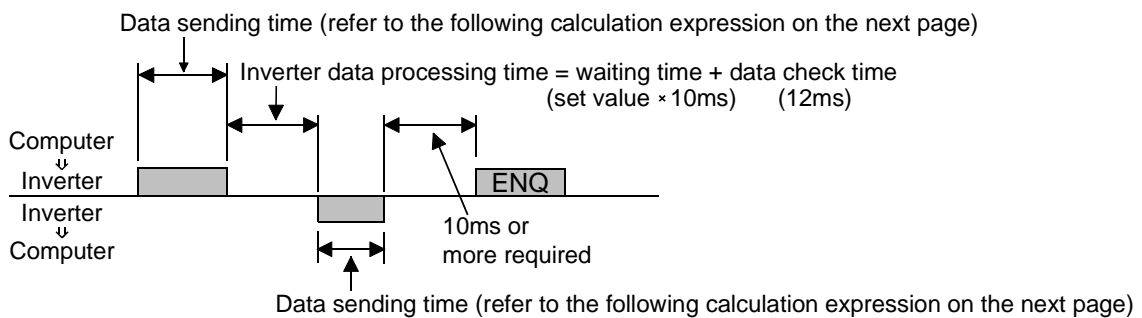 Data sending time (refer to the following calculation expression on the next page)
Inverter data processing time = waiting time + data check time
(set value × 10ms) (12ms)
Computer
⇓
Inverter
ENQ
Inverter
⇓
Computer
10ms or
more required
Data sending time (refer to the following calculation expression on the next page)